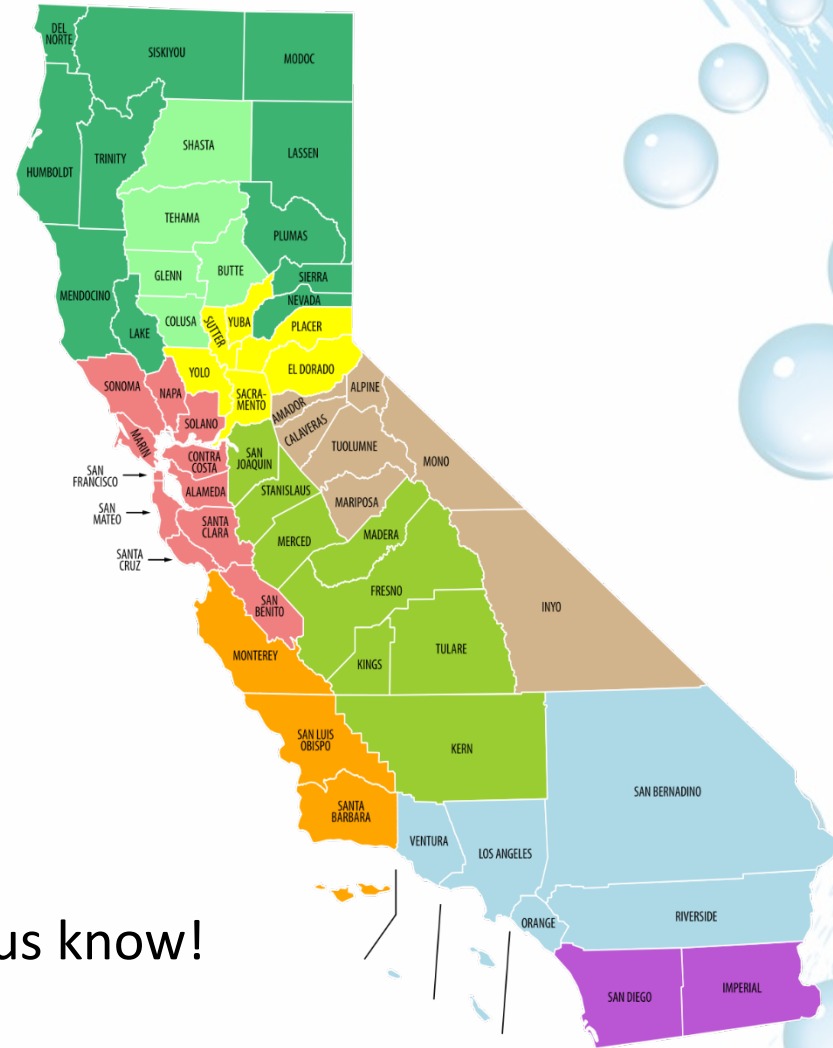 DEL
NORTE
SISKIYOU
MODOC
SHASTA
LASSEN
TRINITY
HUMBOLDT
TEHAMA
PLUMAS
BUTTE
GLENN
SIERRA
MENDOCINO
NEVADA
COLUSA
SUTTER
YUBA
PLACER
LAKE
YOLO
EL DORADO
SONOMA
NAPA
SACRA-
MENTO
ALPINE
AMADOR
SOLANO
CALAVERAS
MARIN
TUOLUMNE
CONTRA
COSTA
SAN
JOAQUIN
MONO
SAN
FRANCISCO
ALAMEDA
STANISLAUS
MARIPOSA
SAN
MATEO
SANTA
CLARA
MERCED
MADERA
SANTA
CRUZ
FRESNO
SAN
BENITO
INYO
MONTEREY
KINGS
TULARE
SAN LUIS
OBISPO
KERN
SAN BERNADINO
SANTA
BARBARA
VENTURA
LOS ANGELES
ORANGE
RIVERSIDE
us know!
SAN DIEGO
IMPERIAL